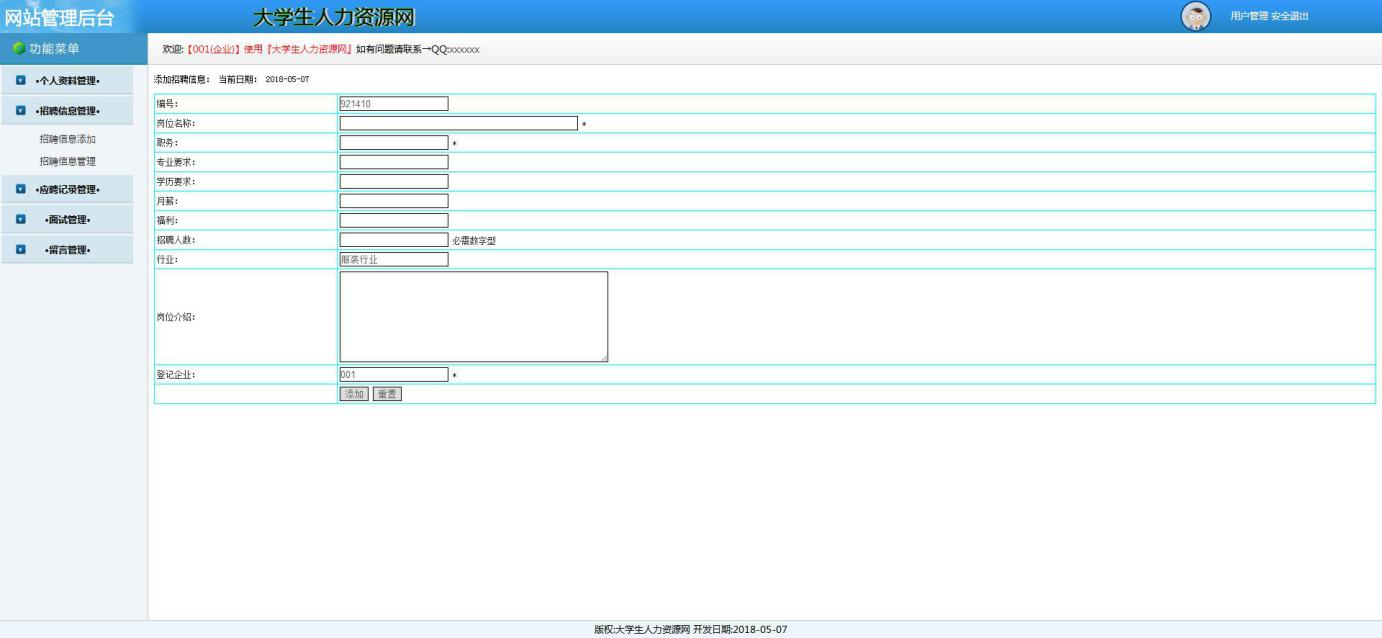 网站管理后台
大学生人力资源网
用户管理 安全退出
功能菜单
欢迎:【001(企业)】使用『大学生人力资源网』如有问题请联系→QQ:xxxxxx
•个人资料管理•
•招聘信息管理•
招聘信息添加
招聘信息管理
•应聘记录管理•
•面试管理•
•留言管理•
添加招聘信息: 当前日期: 2018-05-07
编号: 921410
岗位名称: *
职务: *
专业要求:
学历要求:
月薪:
福利:
招聘人数: 必需数字型
行业: 服装行业
岗位介绍:
登记企业: 001 *
添加 重置
版权:大学生人力资源网 开发日期:2018-05-07